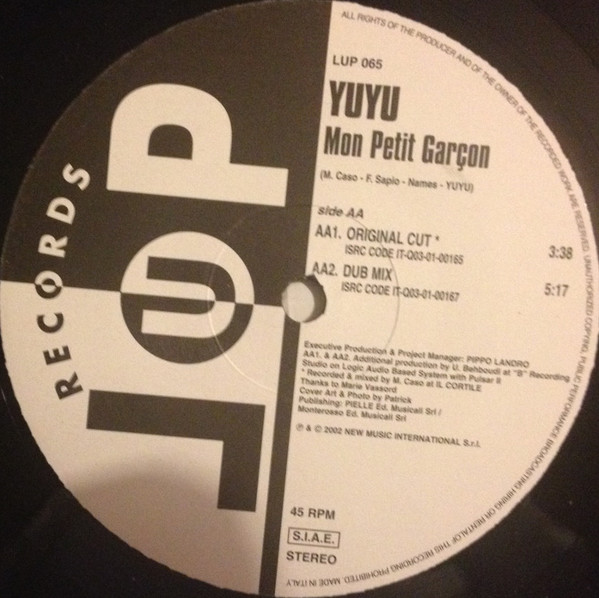 ALL RIGHTS OF THE PRODUCER AND OF THE OWNER OF THE RECORDED WORK ARE RESERVED. UNAUTHORIZED COPYING, PUBLIC PERFORMANCE BROADCASTING HIRING OR RENTAL OF THIS RECORDING PROHIBITED. MADE IN ITALY
LUP RECORDS
LUP 065
YUYU
Mon Petit Garçon
(M. Caso - F. Sapio - Names - YUYU)
side AA
AA1. ORIGINAL CUT * 3:38
ISRC CODE IT-Q03-01-00165
AA2. DUB MIX 5:17
ISRC CODE IT-Q03-01-00167
Executive Production & Project Manager: PIPPO LANDRO
AA1. & AA2. Additional production by U. Behboudi at "B" Recording
Studio on Logic Audio Based System with Pulsar II
* Recorded & mixed by M. Caso at IL CORTILE
Thanks to Marie Vassord
Cover Art & Photo by Patrick
Publishing: PIELLE Ed. Musicali Srl /
Monterosso Ed. Musicali Srl
℗ & © 2002 NEW MUSIC INTERNATIONAL S.r.l.
45 RPM
S.I.A.E.
STEREO